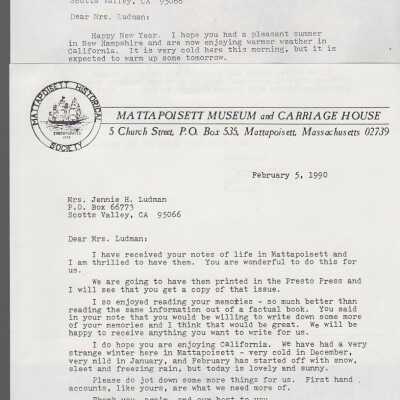 Scotts Valley, CA 95066
Dear Mrs. Ludman:
Happy New Year. I hope you had a pleasant summer
in New Hampshire and are now enjoying warmer weather in
California. It is very cold here this morning, but it is
expected to warm up some tomorrow.
MATTAPOISETT HISTORICAL
SOCIETY
MATTAPOISETT MUSEUM and CARRIAGE HOUSE
5 Church Street, P.O. Box 535, Mattapoisett, Massachusetts 02739
February 5, 1990
Mrs. Jennie H. Ludman
P.O. Box 66773
Scotts Valley, CA 95066
Dear Mrs. Ludman:
I have received your notes of life in Mattapoisett and
I am thrilled to have them. You are wonderful to do this for
us.
We are going to have them printed in the Presto Press and
I will see that you get a copy of that issue.
I so enjoyed reading your memories - so much better than
reading the same information out of a factual book. You said
in your note that you would be willing to write down some more
of your memories and I think that would be great. We will be
happy to receive anything you want to write for us.
I do hope you are enjoying CAlifornia. We have had a very
strange winter here in Mattapoisett - very cold in December,
very mild in January, and February has started off with snow,
sleet and freezing rain, but today is lovely and sunny.
Please do jot down some more things for us. First hand
accounts, like yours, are what we need more of.
Thank you, again, and our best to you.